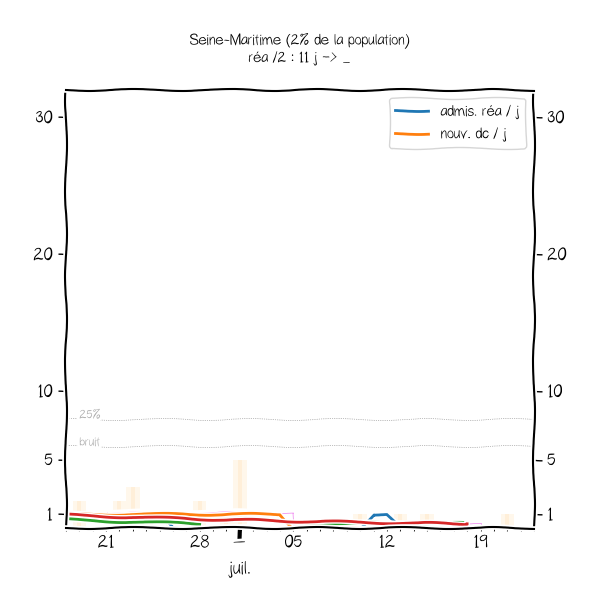 Seine-Maritime (2% de la population)
réa /2 : 11 j -> _
admis. réa / j
nouv. dc / j
30
30
20
20
10
10
25%
bruit
5
5
1
1
21
28
1
05
12
19
juil.